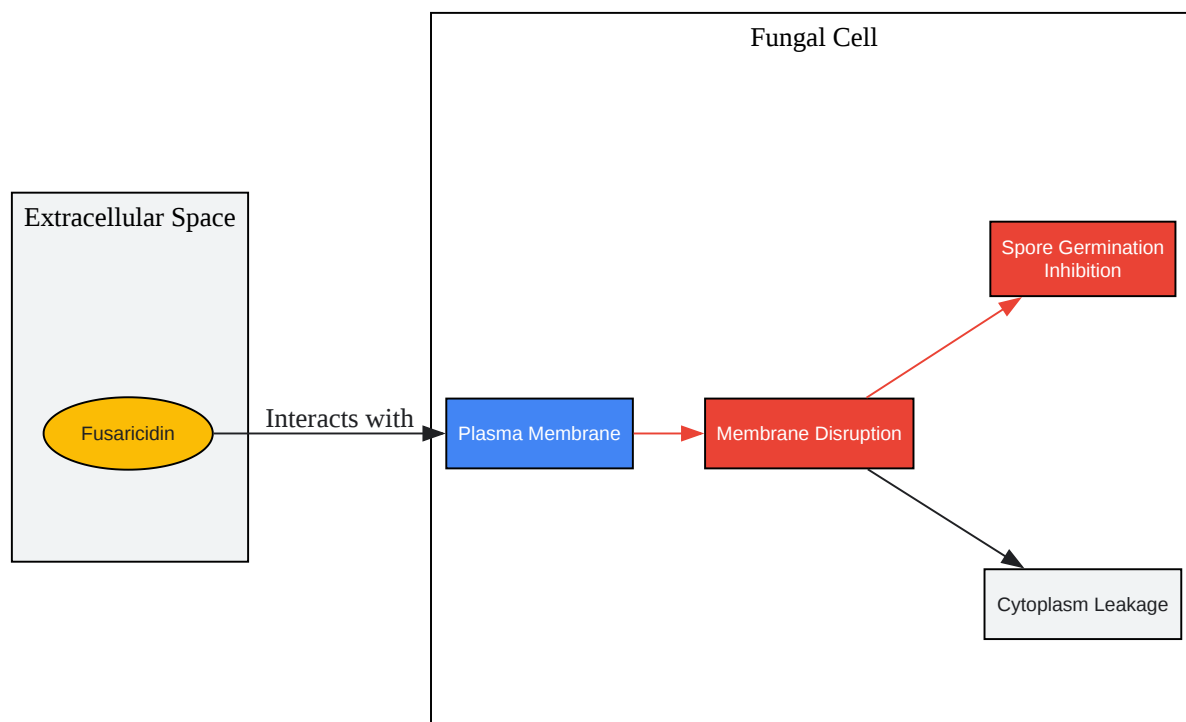 Fungal Cell
Extracellular Space
Spore Germination
Inhibition
Fusaricidin
Interacts with
Plasma Membrane
Membrane Disruption
Cytoplasm Leakage